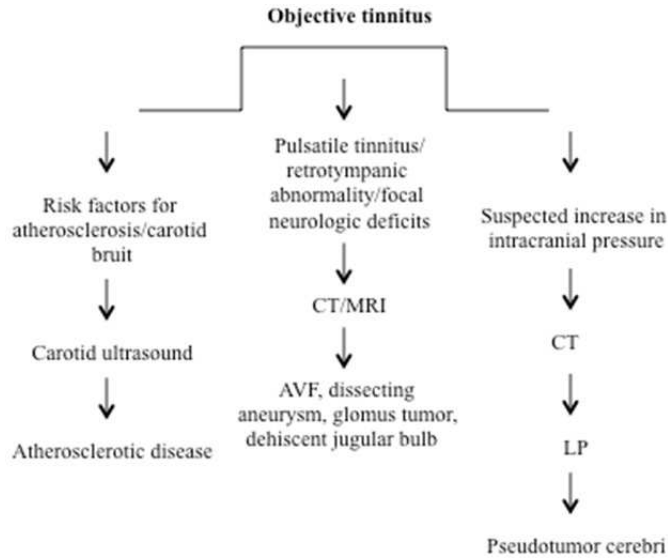 Objective tinnitus
Risk factors for
atherosclerosis/carotid
bruit
Carotid ultrasound
Atherosclerotic disease
Pulsatile tinnitus/
retrotympanic
abnormality/focal
neurologic deficits
CT/MRI
AVF, dissecting
aneurysm, glomus tumor,
dehiscent jugular bulb
Suspected increase in
intracranial pressure
CT
LP
Pseudotumor cerebri